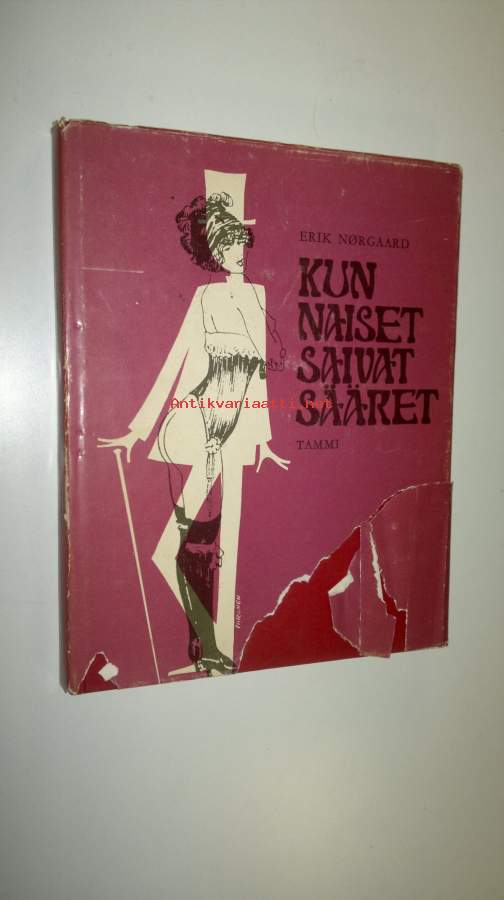 ERIK NØRGAARD
KUN
NAISET
SAIVAT
SÄÄRET
TAMMI
Antikvariaatti.net